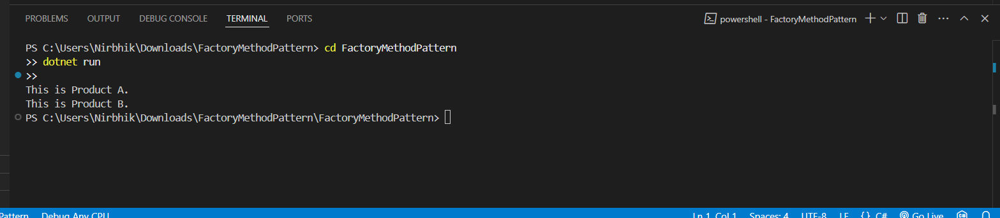 PROBLEMS OUTPUT DEBUG CONSOLE TERMINAL PORTS powershell - FactoryMethodPattern
PS C:\Users\Nirbhik\Downloads\FactoryMethodPattern> cd FactoryMethodPattern
>> dotnet run
>>
This is Product A.
This is Product B.
PS C:\Users\Nirbhik\Downloads\FactoryMethodPattern\FactoryMethodPattern>
Pattern Debug Any CPU Ln 1, Col 1 Spaces: 4 UTF-8 LF {} C# Go Live